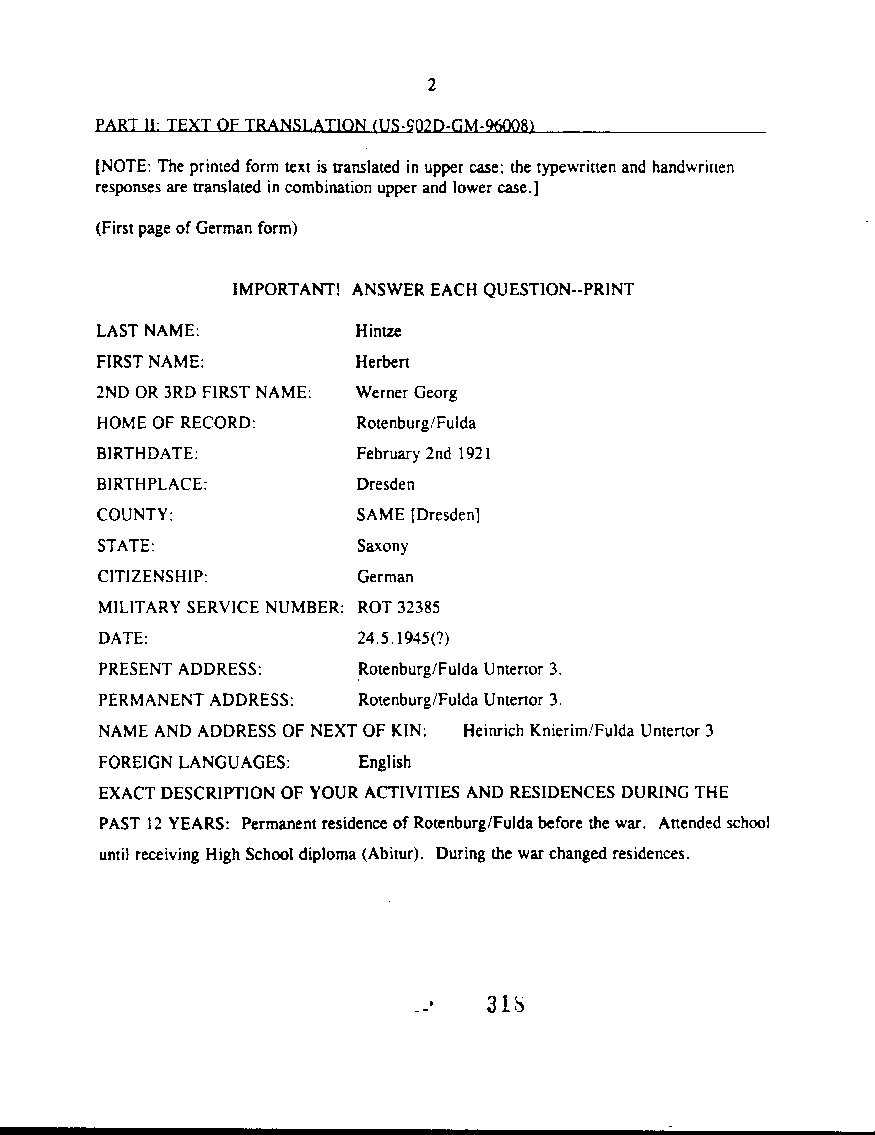 2
PART II: TEXT OF TRANSLATION (US-902D-GM-96008)
[NOTE: The printed form text is translated in upper case; the typewritten and handwritten
responses are translated in combination upper and lower case.]
(First page of German form)
IMPORTANT! ANSWER EACH QUESTION--PRINT
LAST NAME: Hintze
FIRST NAME: Herbert
2ND OR 3RD FIRST NAME: Werner Georg
HOME OF RECORD: Rotenburg/Fulda
BIRTHDATE: February 2nd 1921
BIRTHPLACE: Dresden
COUNTY: SAME [Dresden]
STATE: Saxony
CITIZENSHIP: German
MILITARY SERVICE NUMBER: ROT 32385
DATE: 24.5.1945(?)
PRESENT ADDRESS: Rotenburg/Fulda Untertor 3.
PERMANENT ADDRESS: Rotenburg/Fulda Untertor 3.
NAME AND ADDRESS OF NEXT OF KIN: Heinrich Knierim/Fulda Untertor 3
FOREIGN LANGUAGES: English
EXACT DESCRIPTION OF YOUR ACTIVITIES AND RESIDENCES DURING THE
PAST 12 YEARS: Permanent residence of Rotenburg/Fulda before the war. Attended school
until receiving High School diploma (Abitur). During the war changed residences.
318